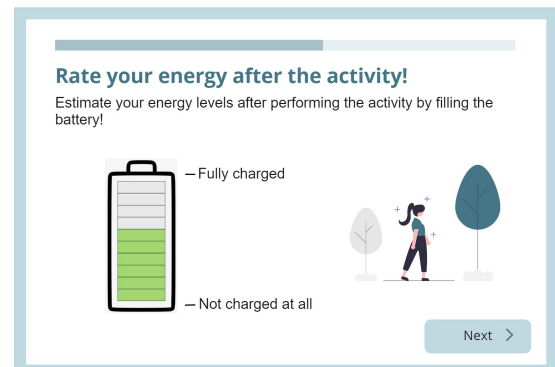 Rate your energy after the activity!
Estimate your energy levels after performing the activity by filling the
battery!
Fully charged
Not charged at all
Next